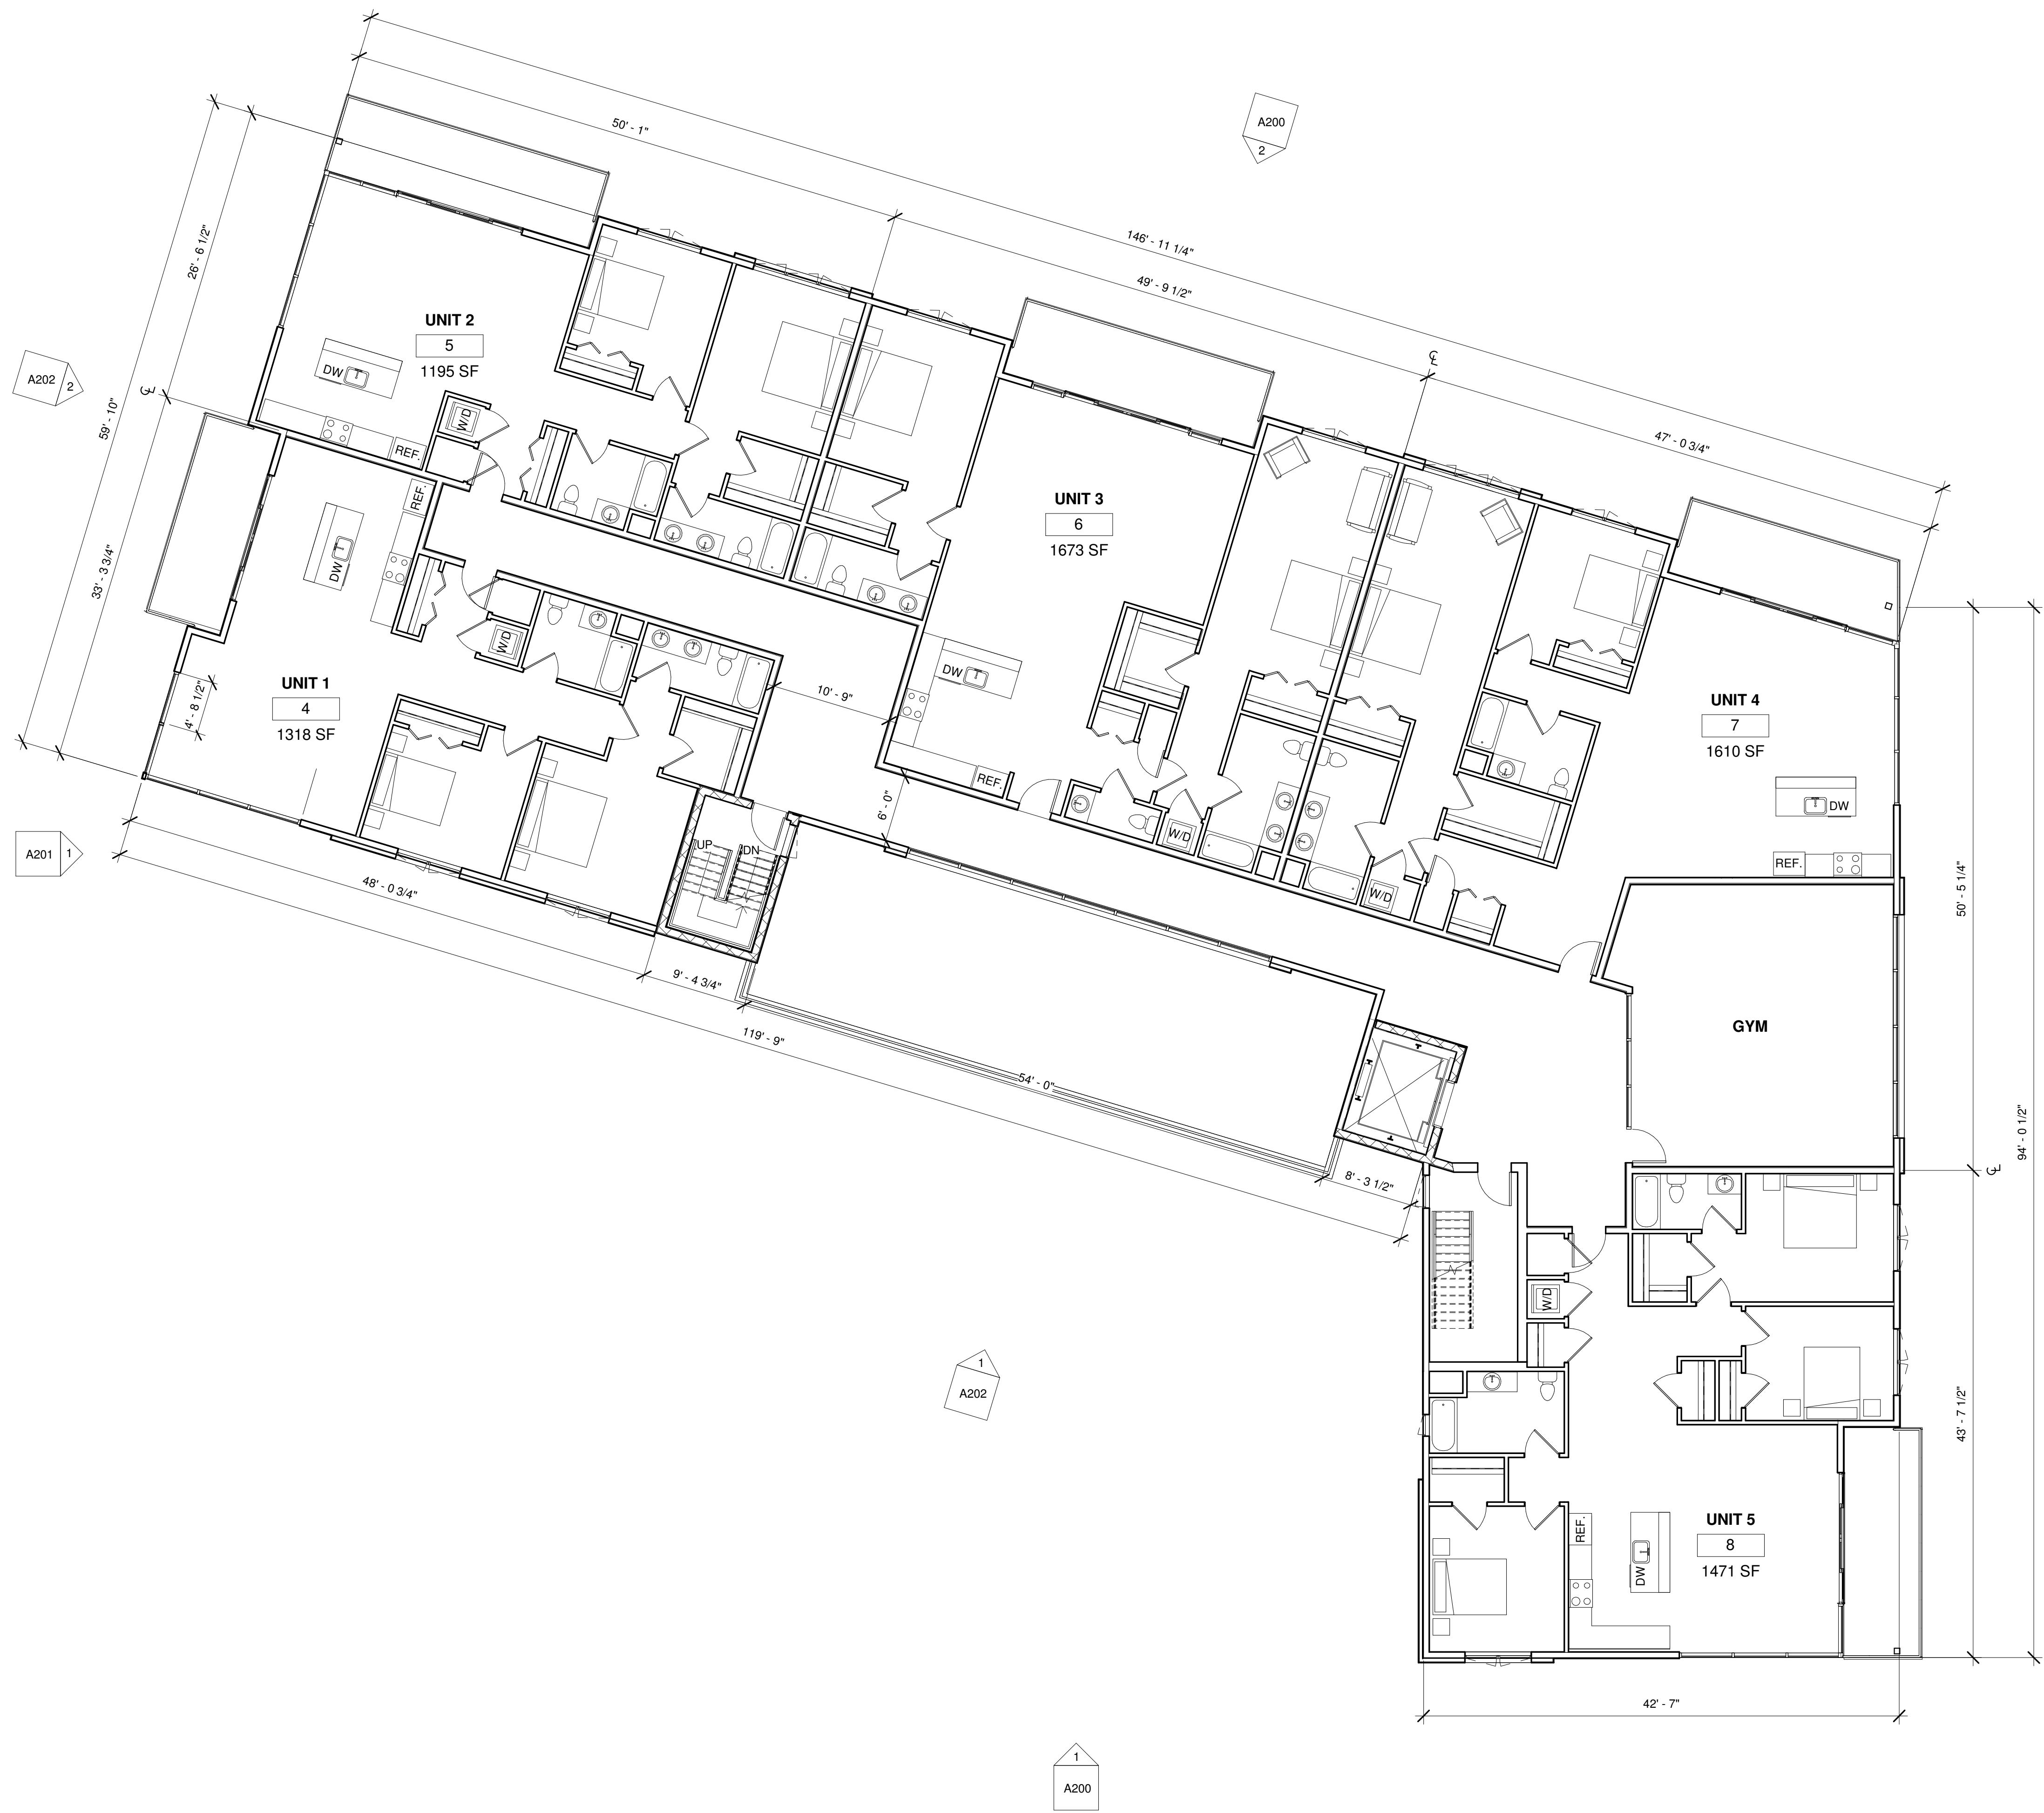 A200
2
50' - 1"
146' - 11 1/4"
49' - 9 1/2"
47' - 0 3/4"
26' - 6 1/2"
59' - 10"
33' - 3 3/4"
A202
2
℄
℄
UNIT 2
5
1195 SF
DW
W/D
REF.
REF.
DW
W/D
UNIT 1
4
1318 SF
4' - 8 1/2"
A201
1
UNIT 3
6
1673 SF
DW
REF.
10' - 9"
6' - 0"
W/D
W/D
UNIT 4
7
1610 SF
DW
REF.
UP
DN
48' - 0 3/4"
9' - 4 3/4"
119' - 9"
54' - 0"
8' - 3 1/2"
GYM
50' - 5 1/4"
94' - 0 1/2"
℄
43' - 7 1/2"
W/D
1
A202
REF.
DW
UNIT 5
8
1471 SF
42' - 7"
1
A200